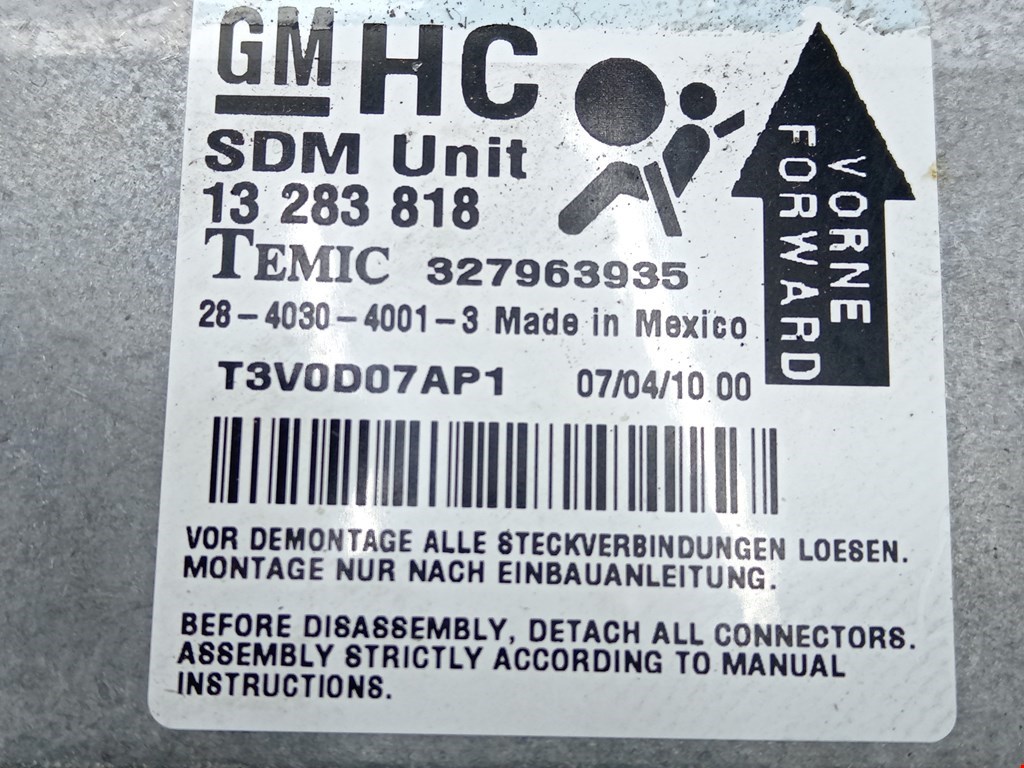 GM HC
SDM Unit
13 283 818
TEMIC 327963935
28-4030-4001-3 Made in Mexico
T3V0D07AP1 07/04/10 00
VORNE
FORWARD
VOR DEMONTAGE ALLE STECKVERBINDUNGEN LOESEN.
MONTAGE NUR NACH EINBAUANLEITUNG.
BEFORE DISASSEMBLY, DETACH ALL CONNECTORS.
ASSEMBLY STRICTLY ACCORDING TO MANUAL
INSTRUCTIONS.